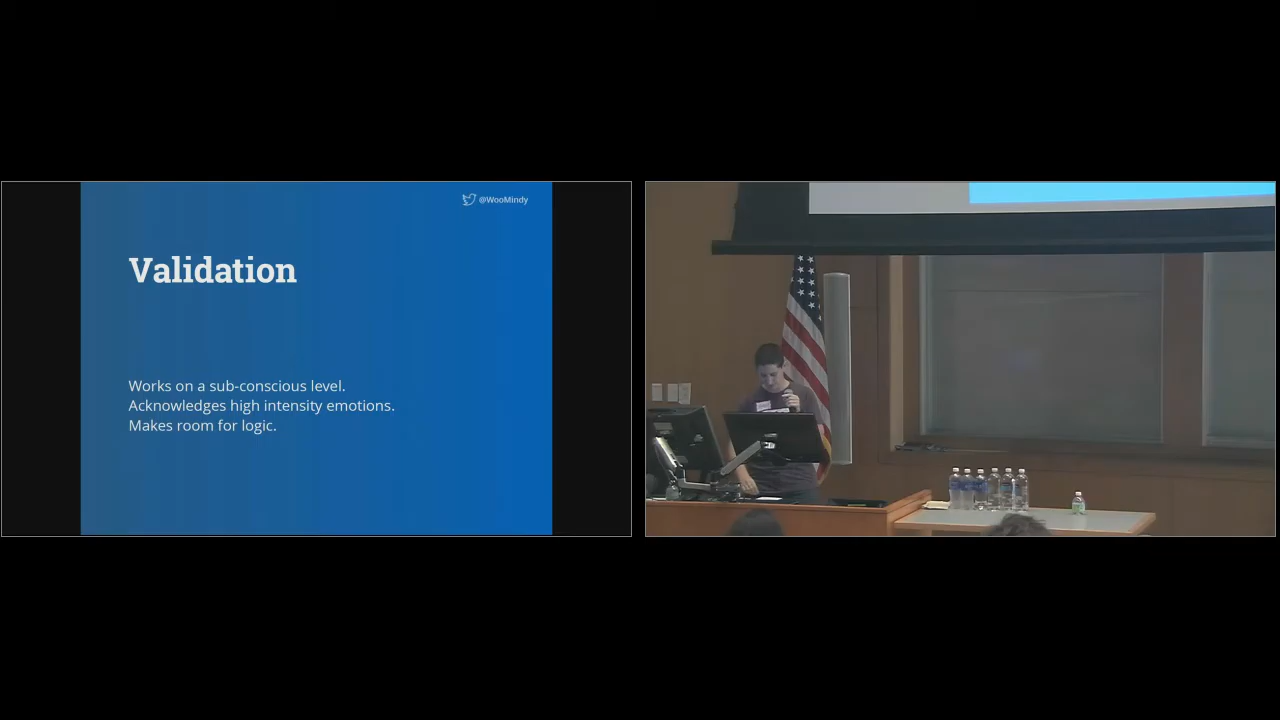 @WooMindy
Validation
Works on a sub-conscious level.
Acknowledges high intensity emotions.
Makes room for logic.